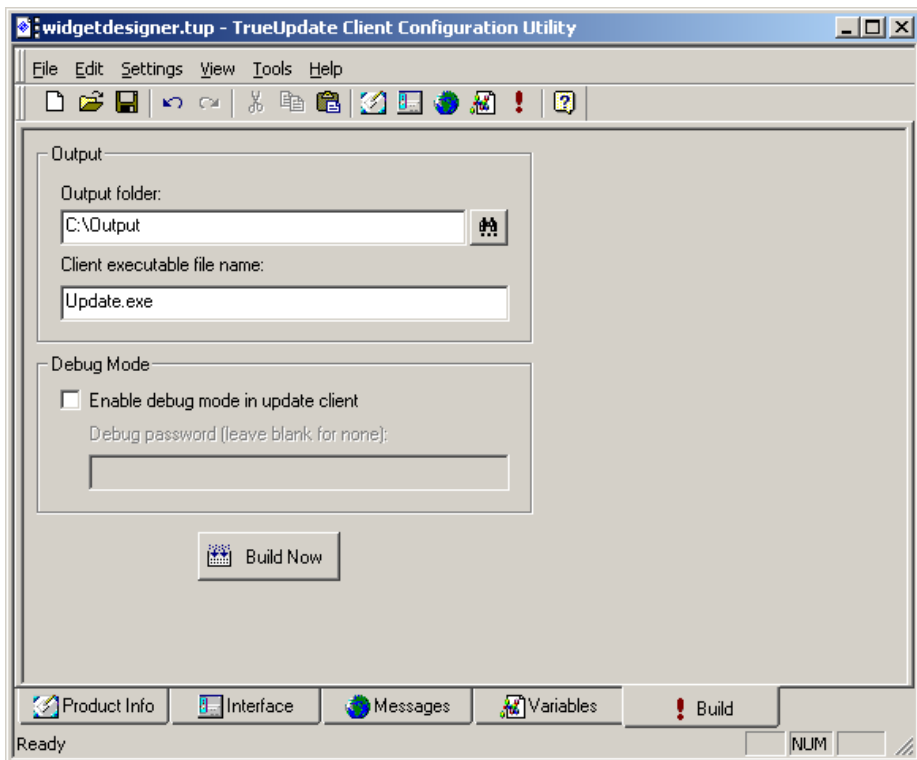 widgetdesigner.tup - TrueUpdate Client Configuration Utility
File Edit Settings View Tools Help
Output
Output folder:
C:\Output
Client executable file name:
Update.exe
Debug Mode
Enable debug mode in update client
Debug password (leave blank for none):
Build Now
Product Info Interface Messages Variables Build
Ready NUM